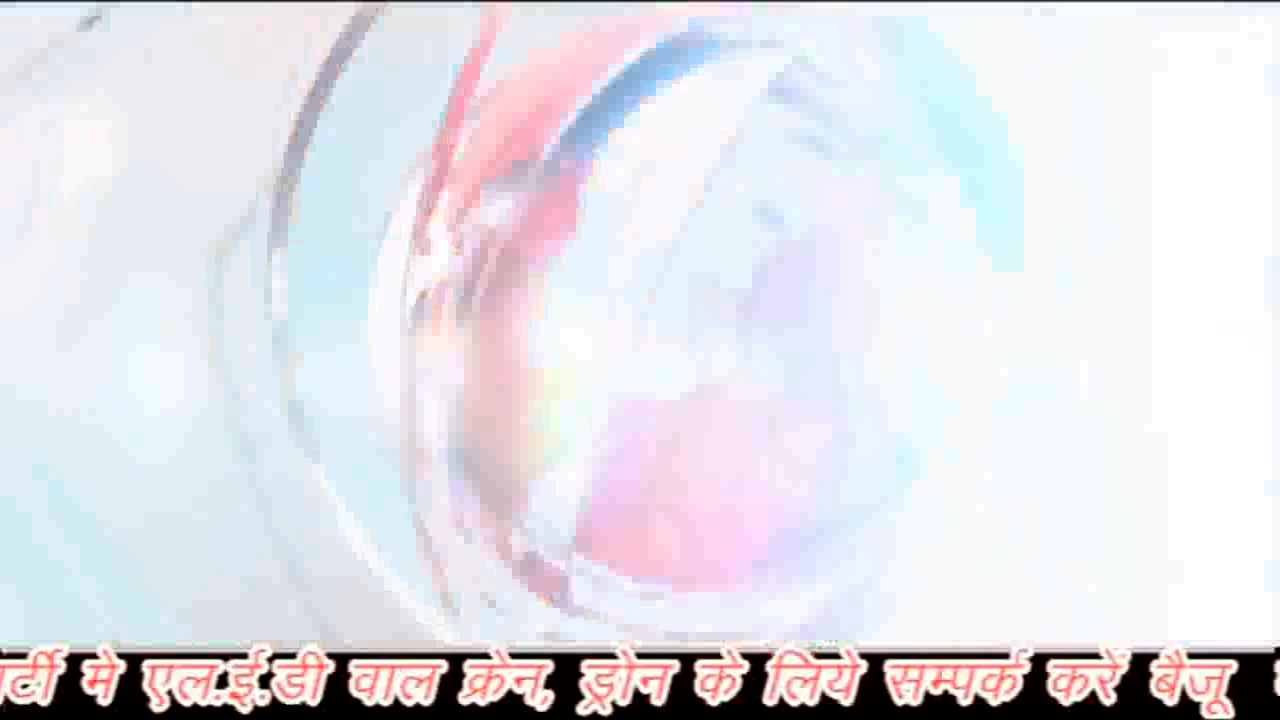 र्टी मे एल.ई.डी वाल क्रेन, ड्रोन के लिये सम्पर्क करें बैजू